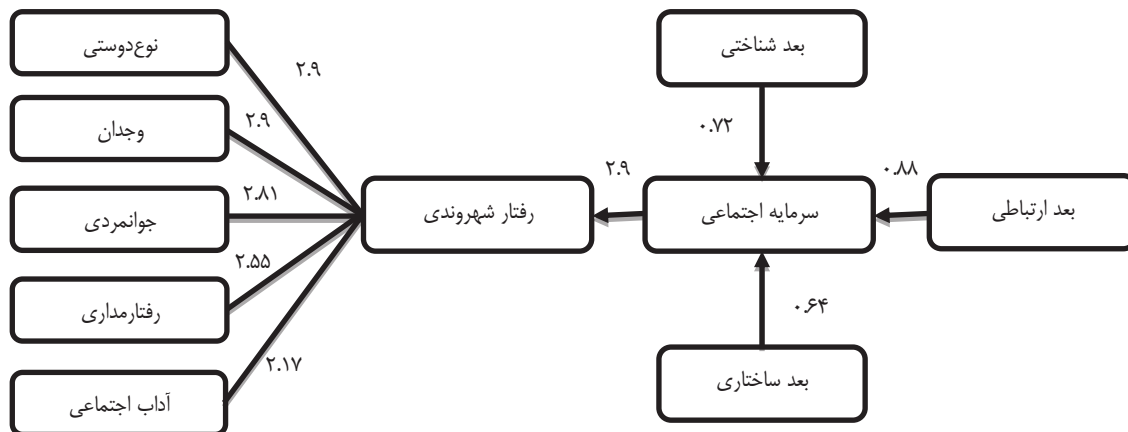 بعد شناختی
نوع‌دوستی
۲.۹
۰.۷۲
۲.۹
وجدان
۰.۸۸
۲.۹
۲.۸۱
بعد ارتباطی
سرمایه اجتماعی
رفتار شهروندی
جوانمردی
۲.۵۵
۰.۶۴
رفتارمداری
۲.۱۷
بعد ساختاری
آداب اجتماعی